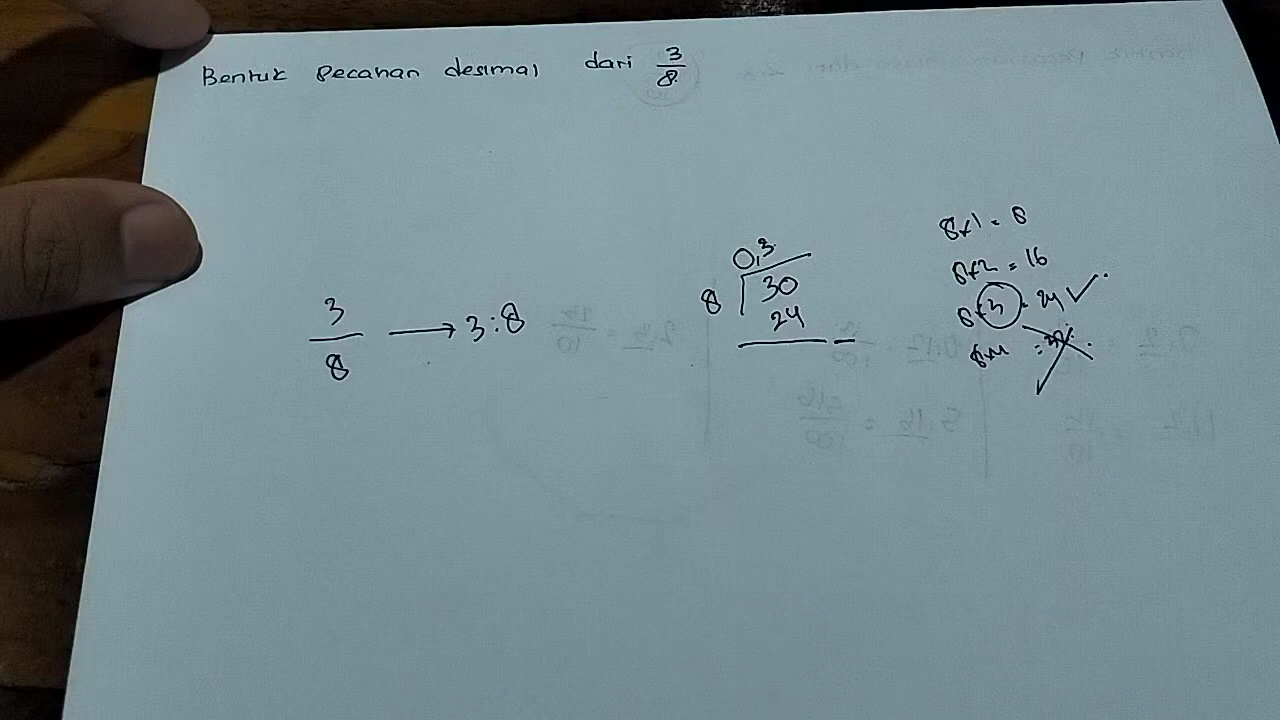 Bentuk pecahan desimal dari 3/8
3/8 → 3:8
0,3
8 30
24 -
8x1 = 8
8x2 = 16
8x3 = 24 ✓
8x4